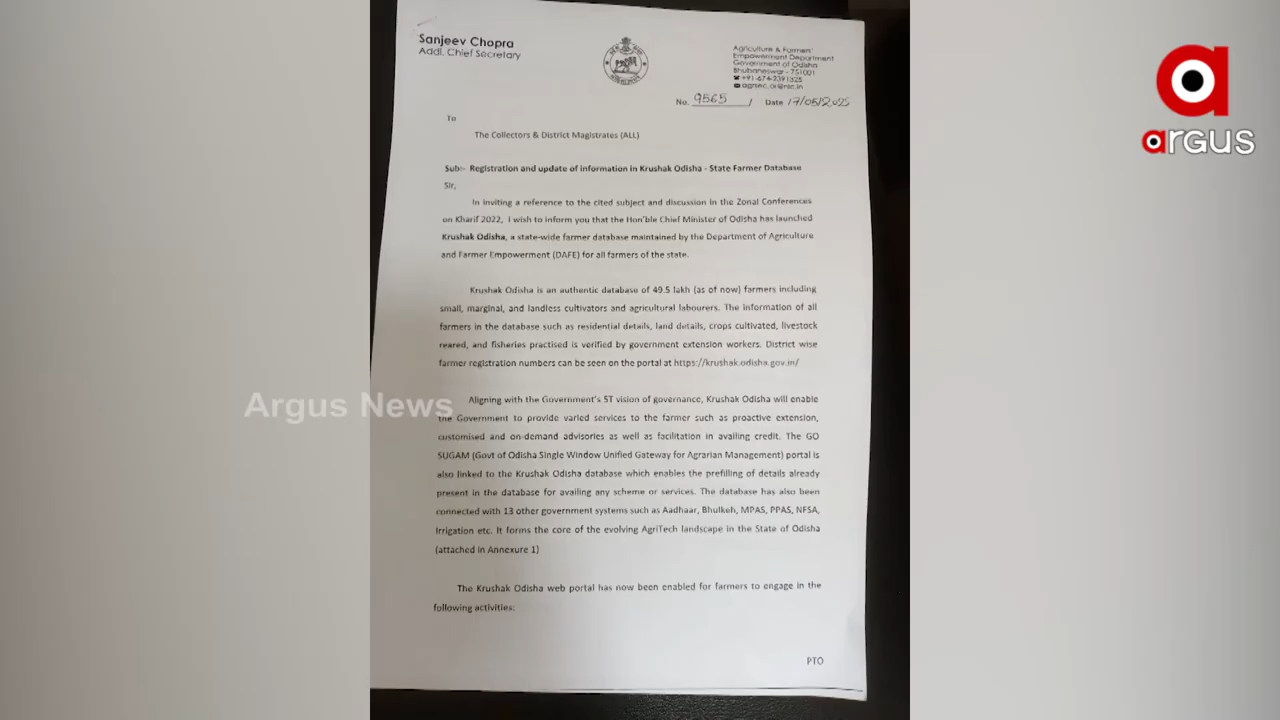 Sanjeev Chopra
Addl. Chief Secretary
Agriculture & Farmers'
Empowerment Department
Government of Odisha
Bhubaneswar - 751001
+91-674-2391325
agrsec.or@nic.in
No. 9565 / Date 17/05/2022
To
The Collectors & District Magistrates (ALL)
Sub:- Registration and update of information in Krushak Odisha - State Farmer Database
Sir,
In inviting a reference to the cited subject and discussion in the Zonal Conferences
on Kharif 2022, I wish to inform you that the Hon'ble Chief Minister of Odisha has launched
Krushak Odisha, a state-wide farmer database maintained by the Department of Agriculture
and Farmer Empowerment (DAFE) for all farmers of the state.
Krushak Odisha is an authentic database of 49.5 lakh (as of now) farmers including
small, marginal, and landless cultivators and agricultural labourers. The information of all
farmers in the database such as residential details, land details, crops cultivated, livestock
reared, and fisheries practised is verified by government extension workers. District wise
farmer registration numbers can be seen on the portal at https://krushak.odisha.gov.in/
Aligning with the Government's 5T vision of governance, Krushak Odisha will enable
the Government to provide varied services to the farmer such as proactive extension,
customised and on-demand advisories as well as facilitation in availing credit. The GO
SUGAM (Govt of Odisha Single Window Unified Gateway for Agrarian Management) portal is
also linked to the Krushak Odisha database which enables the prefilling of details already
present in the database for availing any scheme or services. The database has also been
connected with 13 other government systems such as Aadhaar, Bhulkeh, MPAS, PPAS, NFSA,
Irrigation etc. It forms the core of the evolving AgriTech landscape in the State of Odisha
(attached in Annexure 1)
The Krushak Odisha web portal has now been enabled for farmers to engage in the
following activities:
PTO
argus
Argus News